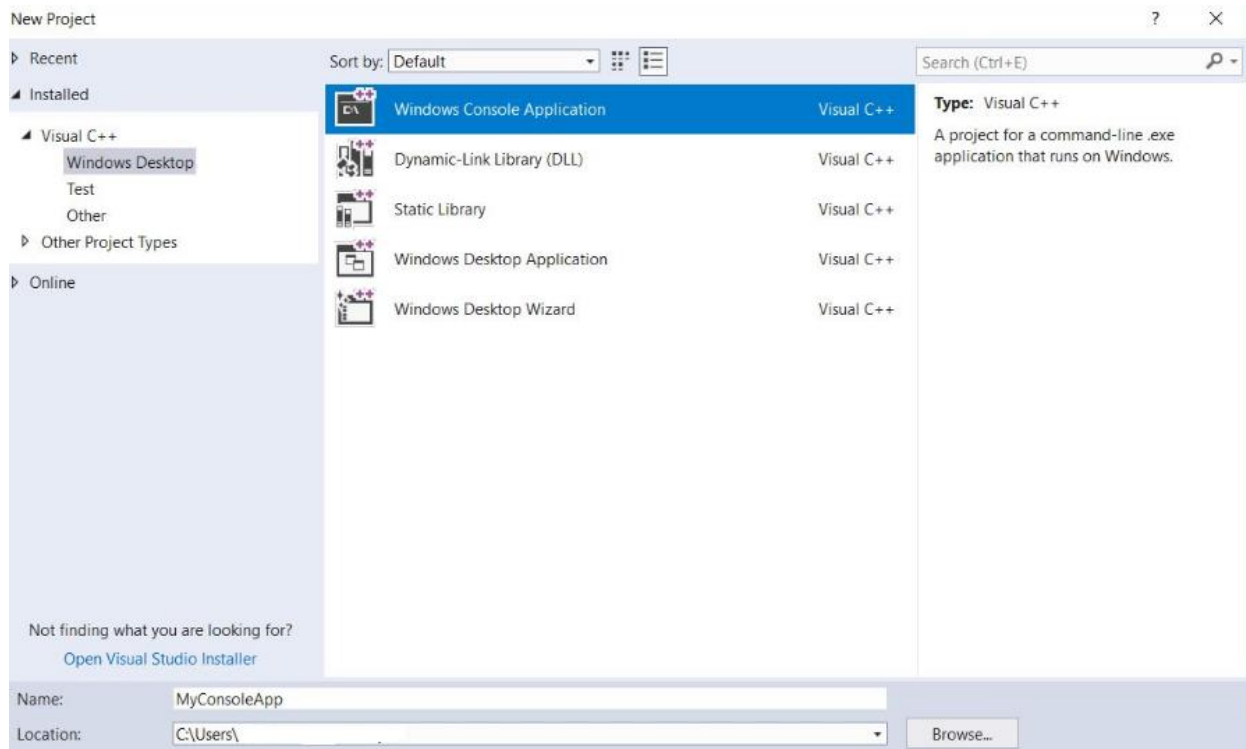 New Project
?
Recent
Installed
Visual C++
Windows Desktop
Test
Other
Other Project Types
Online
Not finding what you are looking for?
Open Visual Studio Installer
Sort by: Default
Windows Console Application Visual C++
Dynamic-Link Library (DLL) Visual C++
Static Library Visual C++
Windows Desktop Application Visual C++
Windows Desktop Wizard Visual C++
Search (Ctrl+E)
Type: Visual C++
A project for a command-line .exe
application that runs on Windows.
Name: MyConsoleApp
Location: C:\Users\
Browse...